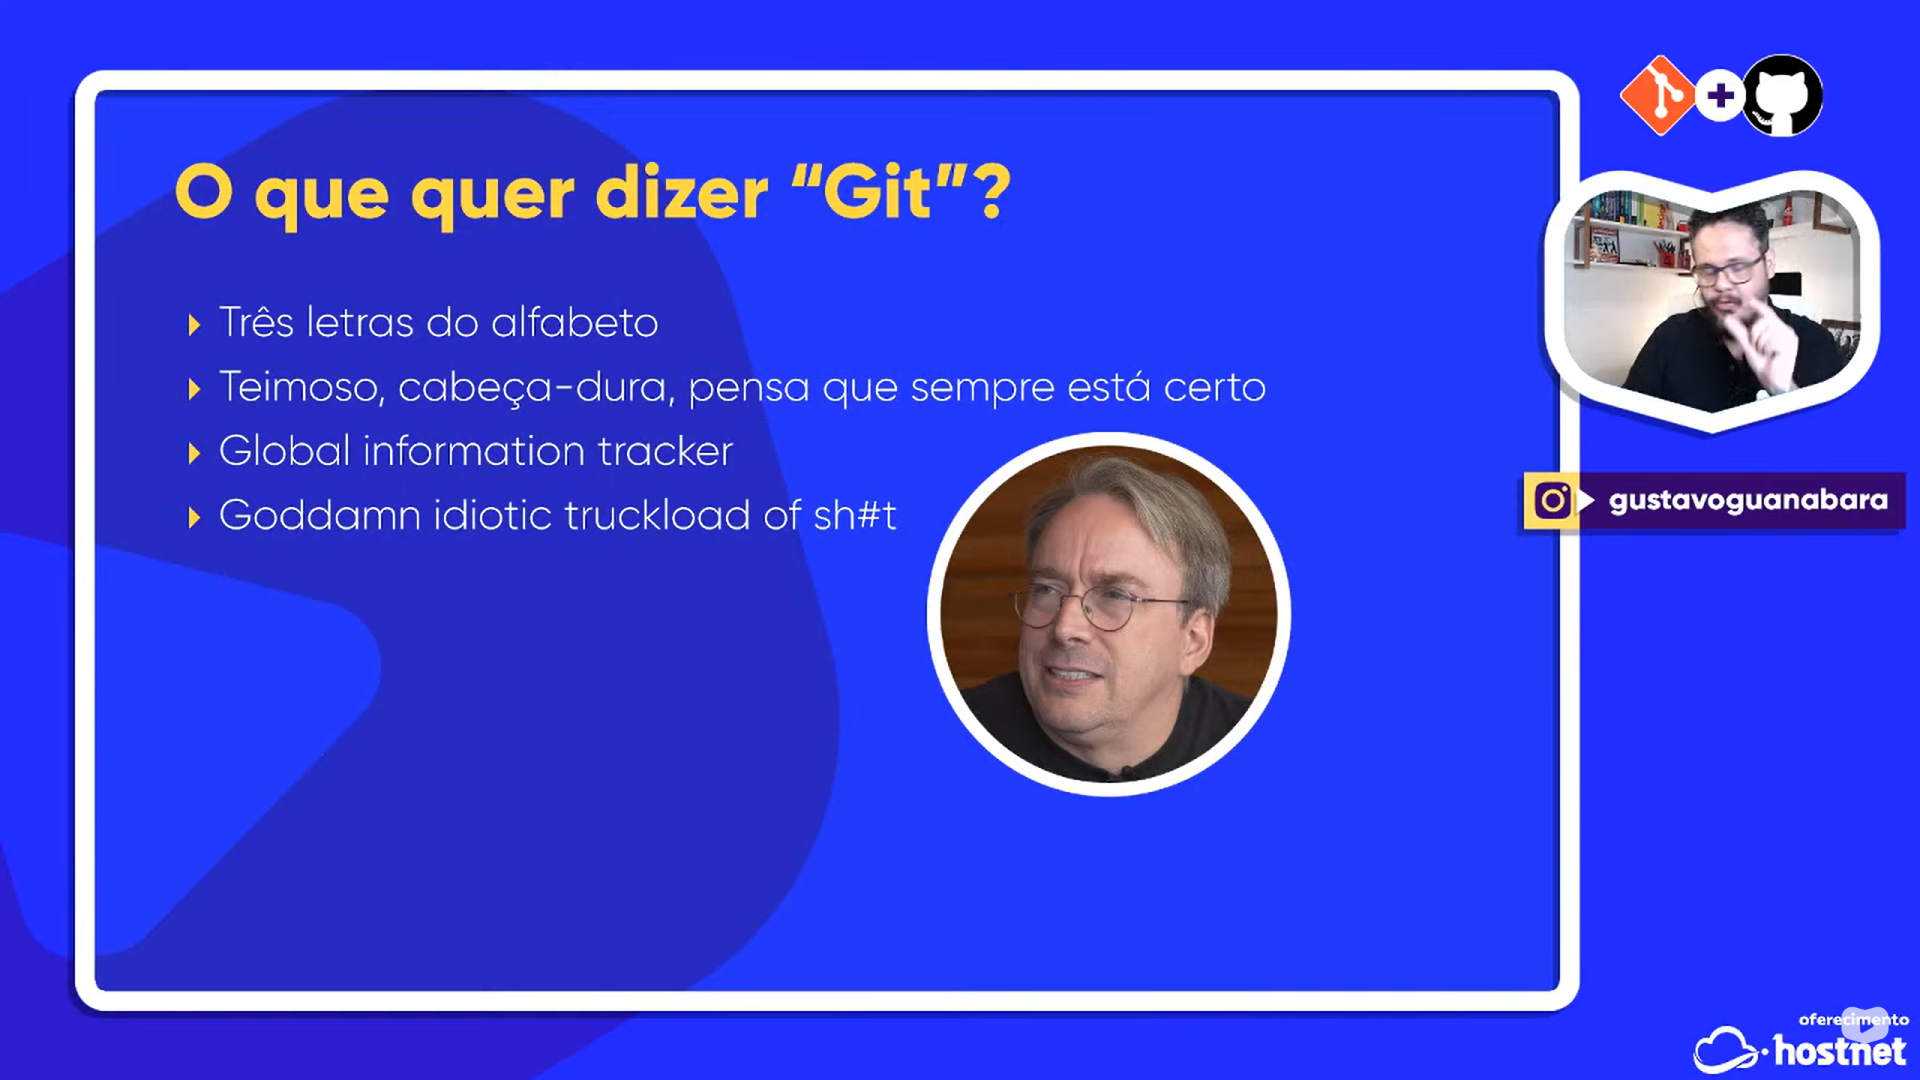 O que quer dizer “Git”?
Três letras do alfabeto
Teimoso, cabeça-dura, pensa que sempre está certo
Global information tracker
Goddamn idiotic truckload of sh#t
gustavoguanabara
oferecimento
hostnet